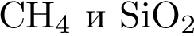 CH₄ и SiO₂